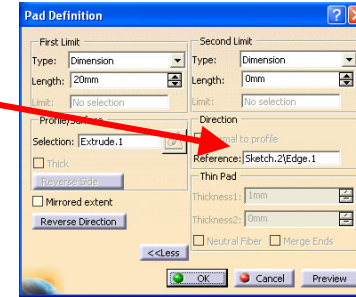 Pad Definition
First Limit
Type: Dimension
Length: 20mm
Limit: No selection
Profile/Surface
Selection: Extrude.1
Thick
Reverse Side
Mirrored extent
Reverse Direction
<<Less
Second Limit
Type: Dimension
Length: 0mm
Limit: No selection
Direction
Normal to profile
Reference: Sketch.2\Edge.1
Thin Pad
Thickness1: 1mm
Thickness2: 0mm
Neutral Fiber Merge Ends
OK Cancel Preview